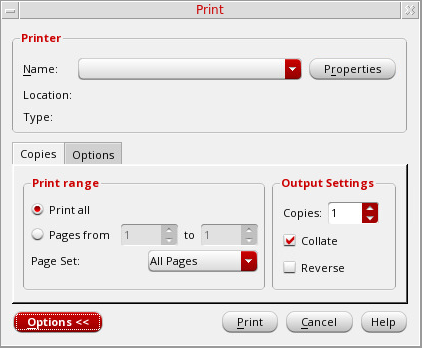 Print
Printer
Name:
Properties
Location:
Type:
Copies
Options
Print range
Print all
Pages from 1 to 1
Page Set: All Pages
Output Settings
Copies: 1
Collate
Reverse
Options <<
Print
Cancel
Help